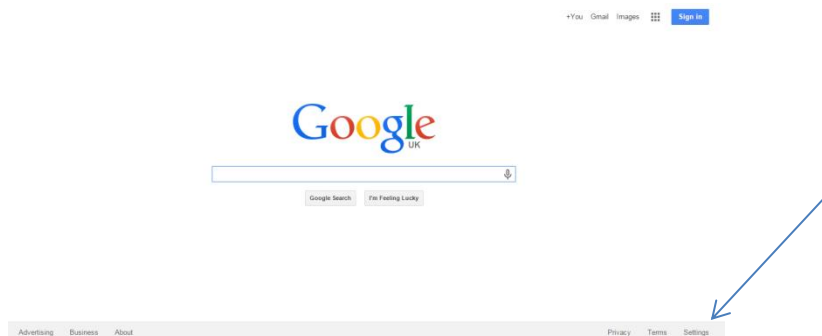 +You Gmail Images Sign in
Google
UK
Google Search I'm Feeling Lucky
Advertising Business About Privacy Terms Settings